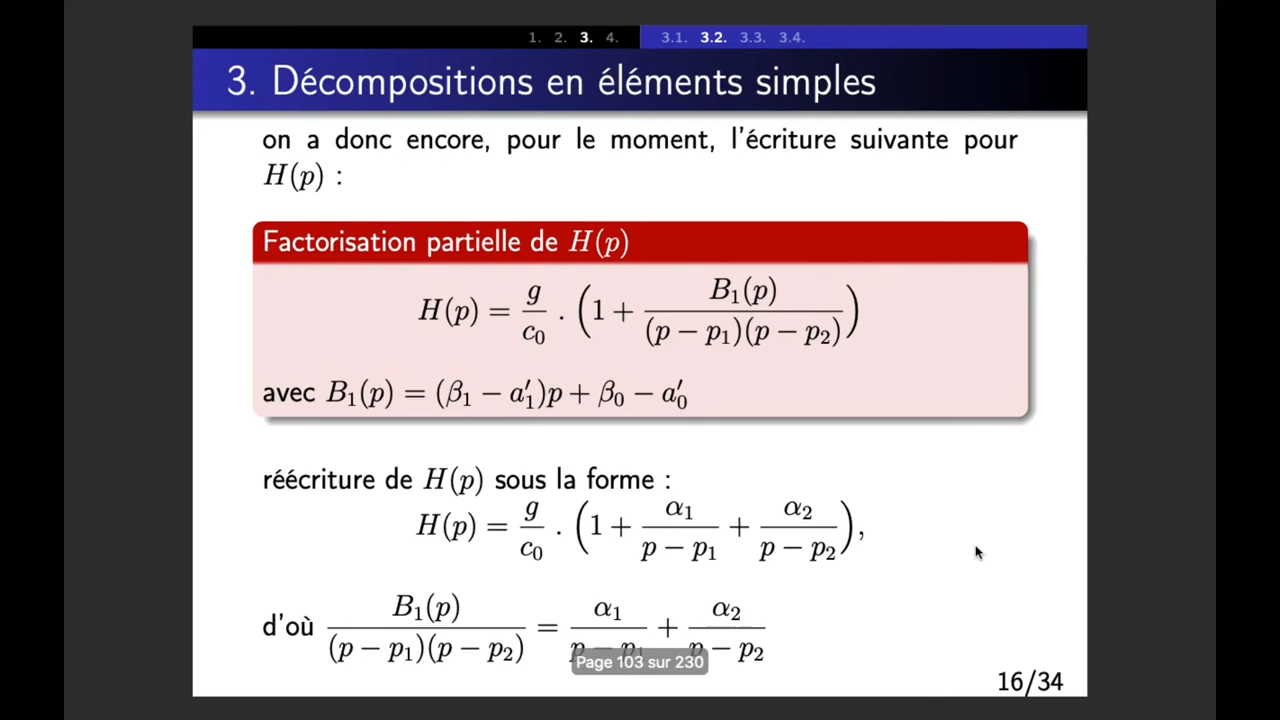 1. 2. 3. 4. 3.1. 3.2. 3.3. 3.4.
3. Décompositions en éléments simples
on a donc encore, pour le moment, l'écriture suivante pour
H(p) :
Factorisation partielle de H(p)
H(p) = g/c₀ . (1 + B₁(p)/((p − p₁)(p − p₂)))
avec B₁(p) = (β₁ − a′₁)p + β₀ − a′₀
réécriture de H(p) sous la forme :
H(p) = g/c₀ . (1 + α₁/(p − p₁) + α₂/(p − p₂)),
d'où B₁(p)/((p − p₁)(p − p₂)) = α₁/(p − p₁) + α₂/(p − p₂)
Page 103 sur 230
16/34